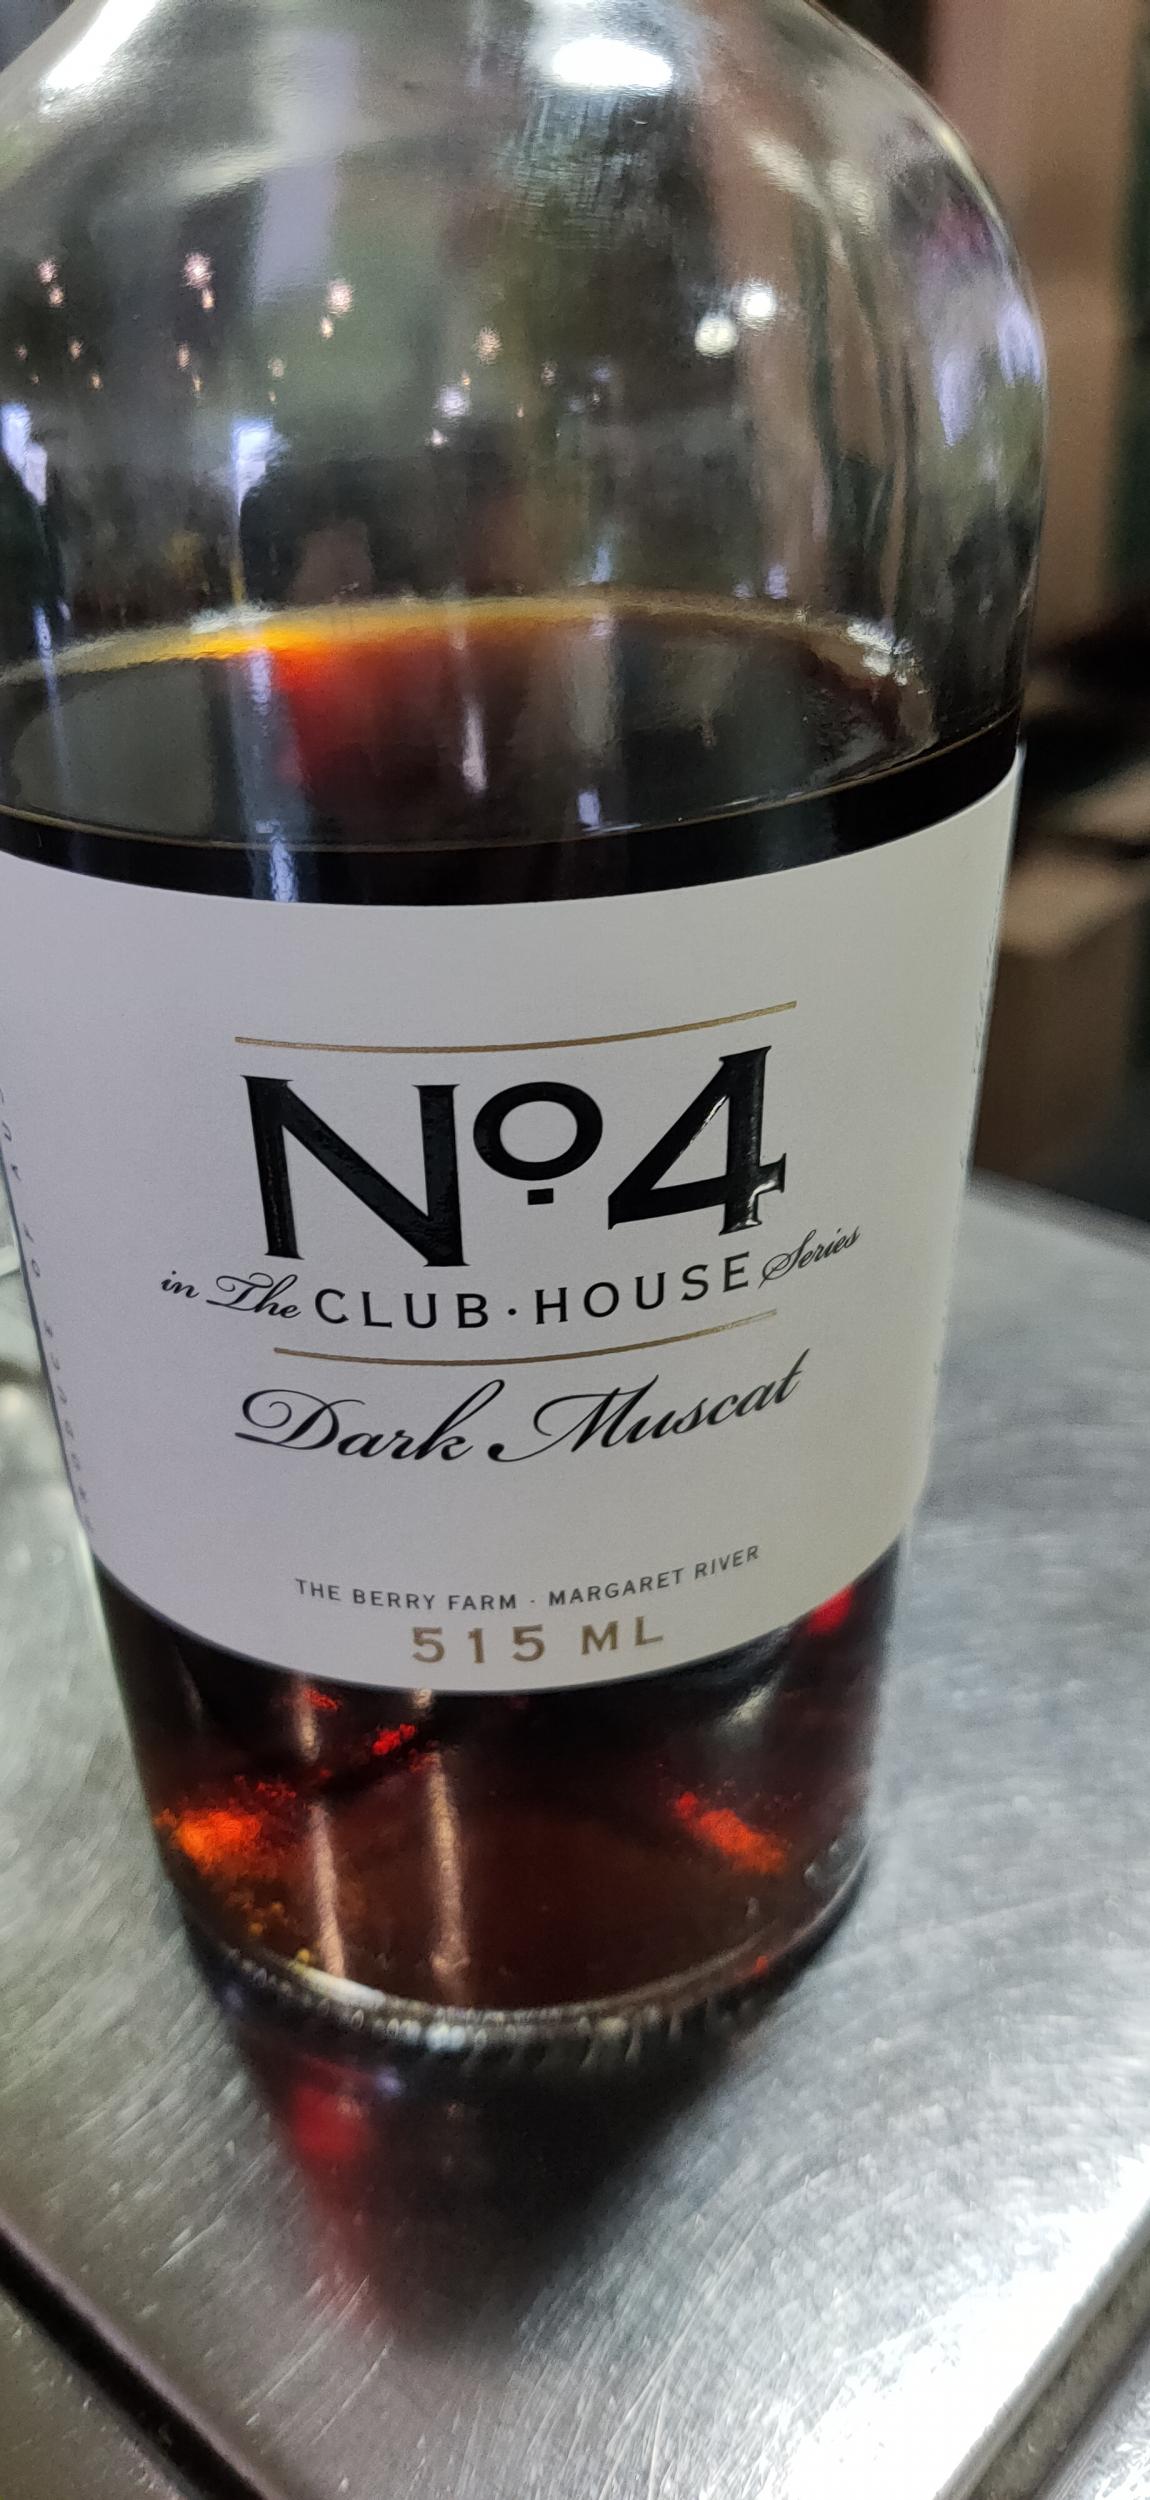 Nº4
in The CLUB·HOUSE Series
Dark Muscat
THE BERRY FARM · MARGARET RIVER
515 ML